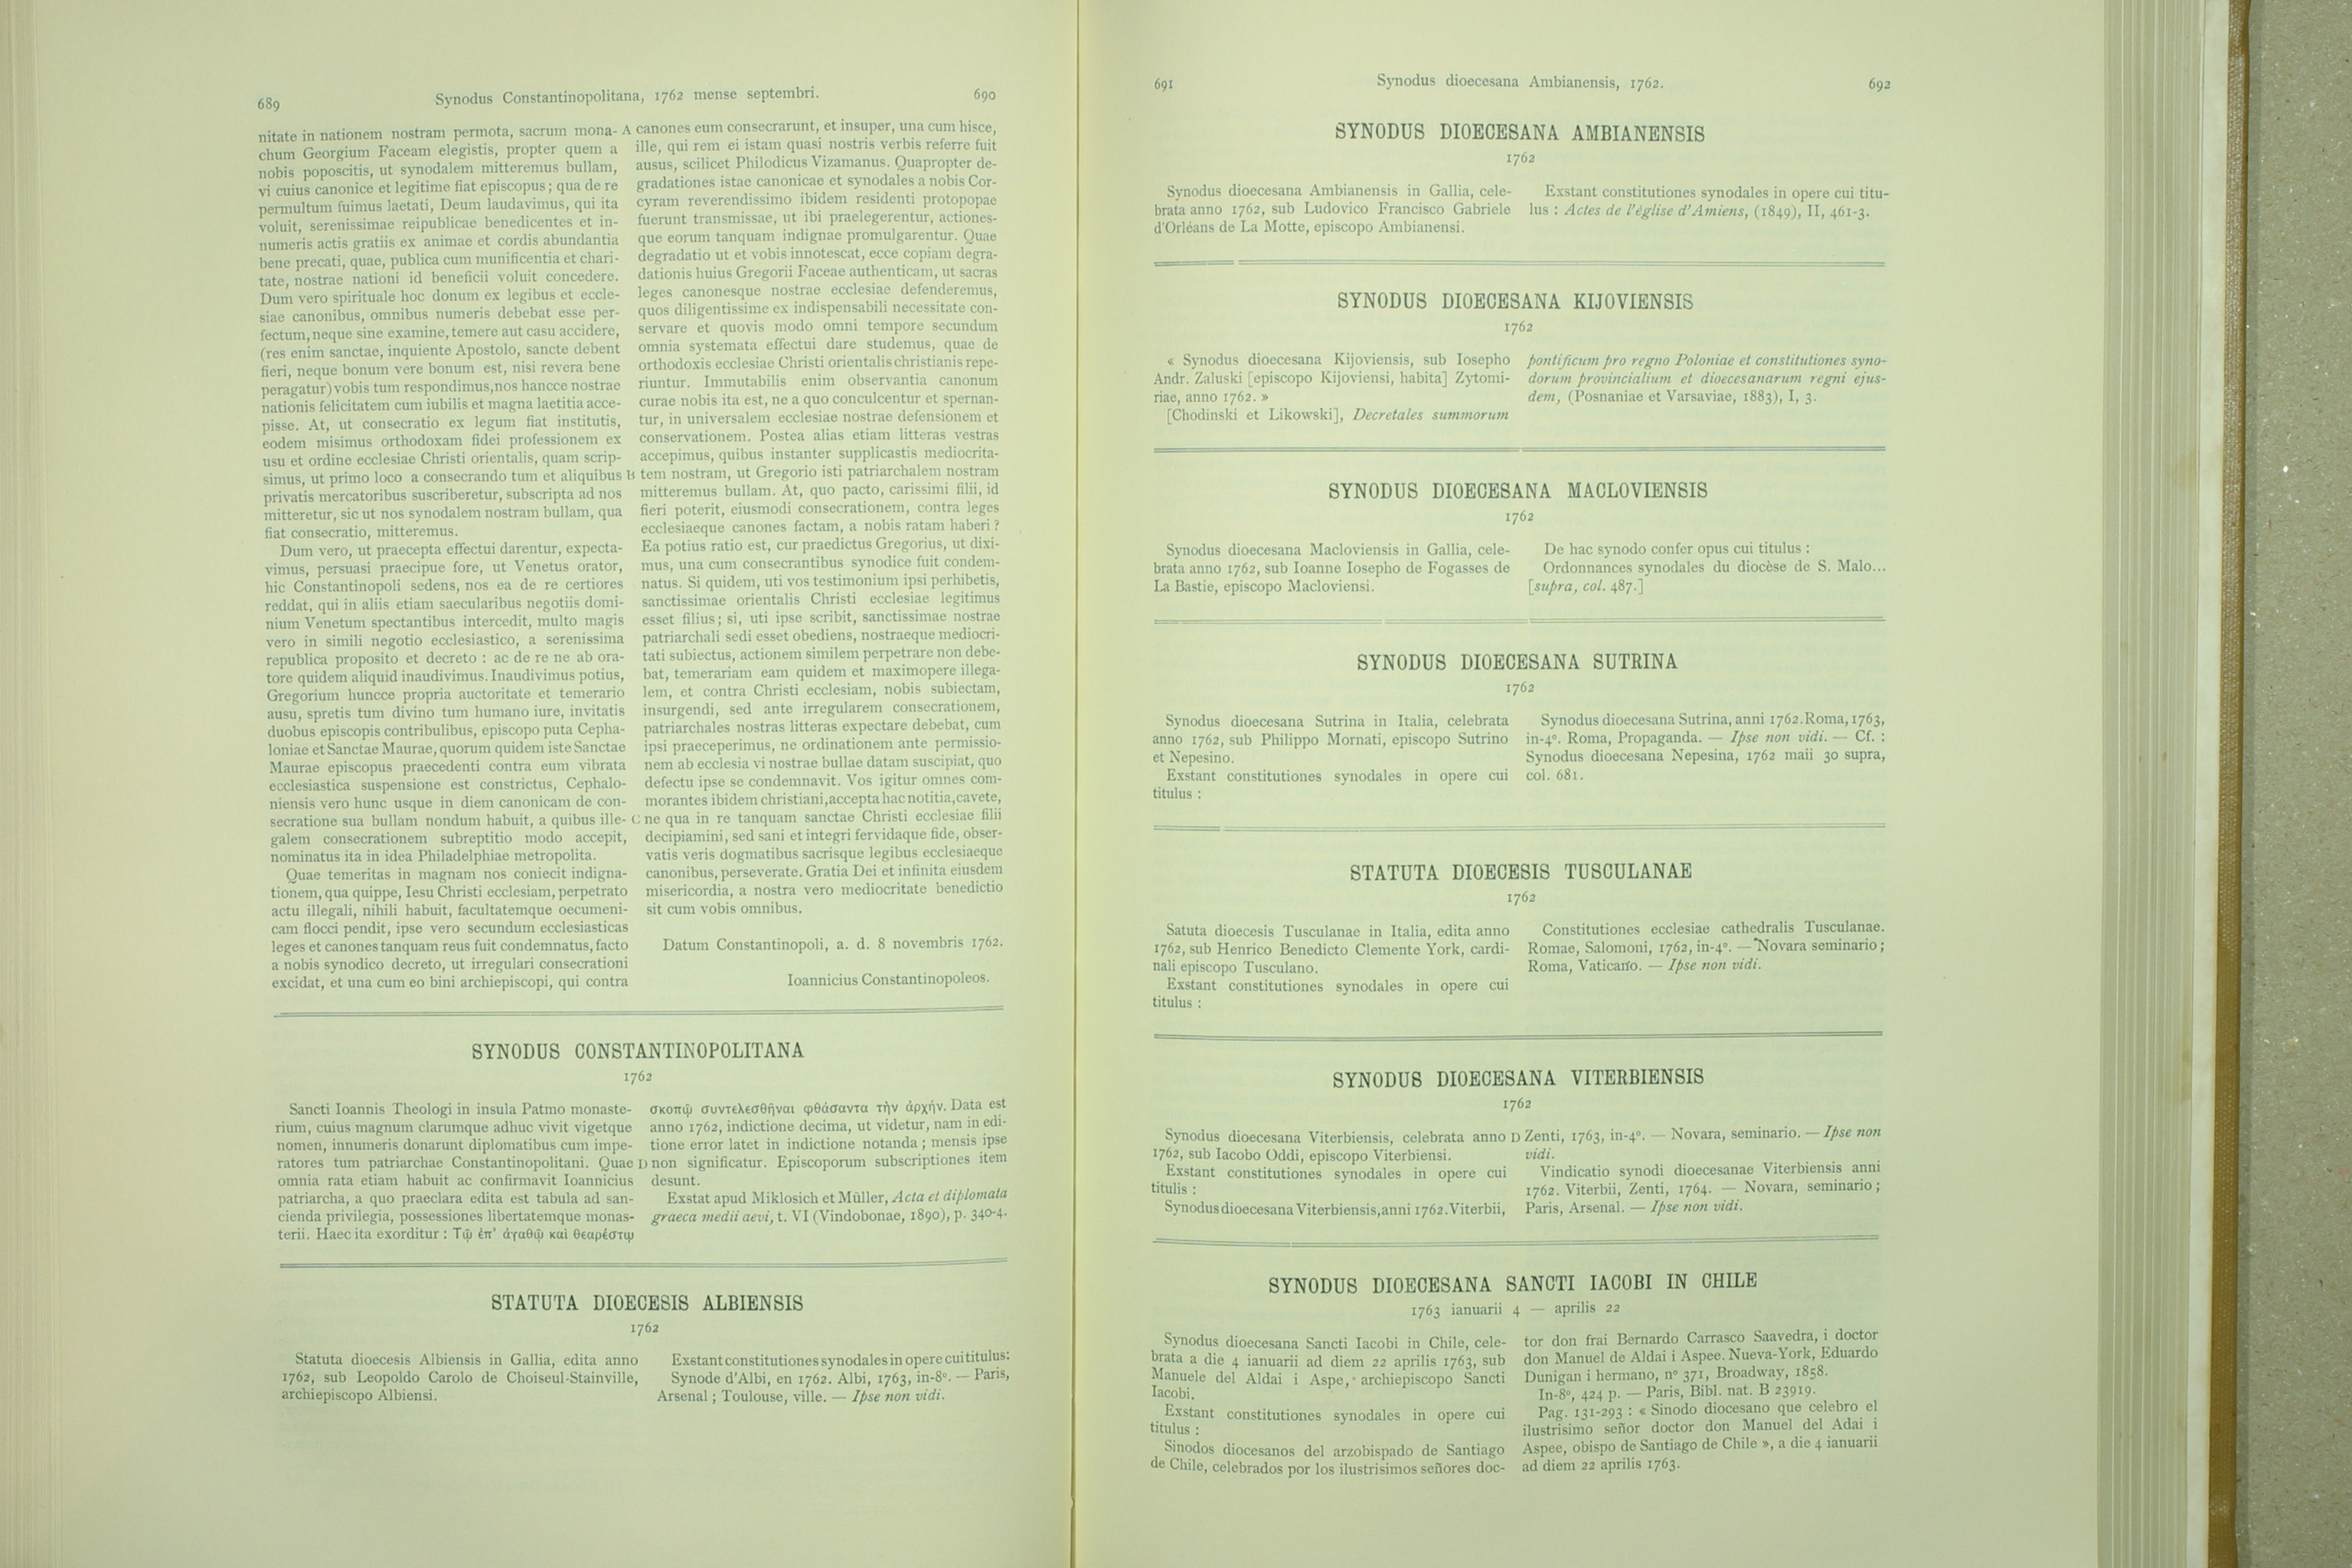 689
Synodus Constantinopolitana, 1762 mense septembri.
690
nitate in nationem nostram permota, sacrum mona-
chum Georgium Faceam elegistis, propter quem a
nobis poposcitis, ut synodalem mitteremus bullam,
vi cuius canonice et legitime fiat episcopus; qua de re
permultum fuimus laetati, Deum laudavimus, qui ita
voluit, serenissimae reipublicae benedicentes et in-
numeris actis gratiis ex animae et cordis abundantia
bene precati, quae, publica cum munificentia et chari-
tate, nostrae nationi id beneficii voluit concedere.
Dum vero spirituale hoc donum ex legibus et eccle-
siae canonibus, omnibus numeris debebat esse per-
fectum, neque sine examine, temere aut casu accidere,
(res enim sanctae, inquiente Apostolo, sancte debent
fieri, neque bonum vere bonum est, nisi revera bene
peragatur) vobis tum respondimus, nos hancce nostrae
nationis felicitatem cum iubilis et magna laetitia acce-
pisse. At, ut consecratio ex legum fiat institutis,
eodem misimus orthodoxam fidei professionem ex
usu et ordine ecclesiae Christi orientalis, quam scrip-
simus, ut primo loco a consecrando tum et aliquibus
privatis mercatoribus suscriberetur, subscripta ad nos
mitteretur, sic ut nos synodalem nostram bullam, qua
fiat consecratio, mitteremus.
Dum vero, ut praecepta effectui darentur, expecta-
vimus, persuasi praecipue fore, ut Venetus orator,
hic Constantinopoli sedens, nos ea de re certiores
reddat, qui in aliis etiam saecularibus negotiis domi-
nium Venetum spectantibus intercedit, multo magis
vero in simili negotio ecclesiastico, a serenissima
republica proposito et decreto : ac de re ne ab ora-
tore quidem aliquid inaudivimus. Inaudivimus potius,
Gregorium huncce propria auctoritate et temerario
ausu, spretis tum divino tum humano iure, invitatis
duobus episcopis contribulibus, episcopo puta Cepha-
loniae et Sanctae Maurae, quorum quidem iste Sanctae
Maurae episcopus praecedenti contra eum vibrata
ecclesiastica suspensione est constrictus, Cephalo-
niensis vero hunc usque in diem canonicam de con-
secratione sua bullam nondum habuit, a quibus ille-
galem consecrationem subreptitio modo accepit,
nominatus ita in idea Philadelphiae metropolita.
Quae temeritas in magnam nos coniecit indigna-
tionem, qua quippe, Iesu Christi ecclesiam, perpetrato
actu illegali, nihili habuit, facultatemque oecumeni-
cam flocci pendit, ipse vero secundum ecclesiasticas
leges et canones tanquam reus fuit condemnatus, facto
a nobis synodico decreto, ut irregulari consecrationi
excidat, et una cum eo bini archiepiscopi, qui contra
A canones eum consecrarunt, et insuper, una cum hisce,
ille, qui rem ei istam quasi nostris verbis referre fuit
ausus, scilicet Philodicus Vizamanus. Quapropter de-
gradationes istae canonicae et synodales a nobis Cor-
cyram reverendissimo ibidem residenti protopopae
fuerunt transmissae, ut ibi praelegerentur, actiones-
que eorum tanquam indignae promulgarentur. Quae
degradatio ut et vobis innotescat, ecce copiam degra-
dationis huius Gregorii Faceae authenticam, ut sacras
leges canonesque nostrae ecclesiae defenderemus,
quos diligentissime ex indispensabili necessitate con-
servare et quovis modo omni tempore secundum
omnia systemata effectui dare studemus, quae de
orthodoxis ecclesiae Christi orientalis christianis repe-
riuntur. Immutabilis enim observantia canonum
curae nobis ita est, ne a quo conculcentur et spernan-
tur, in universalem ecclesiae nostrae defensionem et
conservationem. Postea alias etiam litteras vestras
accepimus, quibus instanter supplicastis mediocrita-
B tem nostram, ut Gregorio isti patriarchalem nostram
mitteremus bullam. At, quo pacto, carissimi filii, id
fieri poterit, eiusmodi consecrationem, contra leges
ecclesiaeque canones factam, a nobis ratam haberi ?
Ea potius ratio est, cur praedictus Gregorius, ut dixi-
mus, una cum consecrantibus synodice fuit condem-
natus. Si quidem, uti vos testimonium ipsi perhibetis,
sanctissimae orientalis Christi ecclesiae legitimus
esset filius; si, uti ipse scribit, sanctissimae nostrae
patriarchali sedi esset obediens, nostraeque mediocri-
tati subiectus, actionem similem perpetrare non debe-
bat, temerariam eam quidem et maximopere illega-
lem, et contra Christi ecclesiam, nobis subiectam,
insurgendi, sed ante irregularem consecrationem,
patriarchales nostras litteras expectare debebat, cum
ipsi praeceperimus, ne ordinationem ante permissio-
nem ab ecclesia vi nostrae bullae datam suscipiat, quo
defectu ipse se condemnavit. Vos igitur omnes com-
morantes ibidem christiani, accepta hac notitia, cavete,
C ne qua in re tanquam sanctae Christi ecclesiae filii
decipiamini, sed sani et integri fervidaque fide, obser-
vatis veris dogmatibus sacrisque legibus ecclesiaeque
canonibus, perseverate. Gratia Dei et infinita eiusdem
misericordia, a nostra vero mediocritate benedictio
sit cum vobis omnibus.
Datum Constantinopoli, a. d. 8 novembris 1762.
Ioannicius Constantinopoleos.
SYNODUS CONSTANTINOPOLITANA
1762
Sancti Ioannis Theologi in insula Patmo monaste-
rium, cuius magnum clarumque adhuc vivit vigetque
nomen, innumeris donarunt diplomatibus cum impe-
ratores tum patriarchae Constantinopolitani. Quae
omnia rata etiam habuit ac confirmavit Ioannicius
patriarcha, a quo praeclara edita est tabula ad san-
cienda privilegia, possessiones libertatemque monas-
terii. Haec ita exorditur : Τῷ ἐπ' ἀγαθῷ καὶ θεαρέστῳ
σκοπῷ συντελεσθῆναι φθάσαντα τὴν ἀρχήν. Data est
anno 1762, indictione decima, ut videtur, nam in edi-
tione error latet in indictione notanda; mensis ipse
D non significatur. Episcoporum subscriptiones item
desunt.
Exstat apud Miklosich et Müller, Acta et diplomata
graeca medii aevi, t. VI (Vindobonae, 1890), p. 340-4.
STATUTA DIOECESIS ALBIENSIS
1762
Statuta dioecesis Albiensis in Gallia, edita anno
1762, sub Leopoldo Carolo de Choiseul-Stainville,
archiepiscopo Albiensi.
Exstant constitutiones synodales in opere cui titulus:
Synode d'Albi, en 1762. Albi, 1763, in-8º. — Paris,
Arsenal ; Toulouse, ville. — Ipse non vidi.
691
Synodus dioecesana Ambianensis, 1762.
692
SYNODUS DIOECESANA AMBIANENSIS
1762
Synodus dioecesana Ambianensis in Gallia, cele-
brata anno 1762, sub Ludovico Francisco Gabriele
d'Orléans de La Motte, episcopo Ambianensi.
Exstant constitutiones synodales in opere cui titu-
lus : Actes de l'église d'Amiens, (1849), II, 461-3.
SYNODUS DIOECESANA KIJOVIENSIS
1762
« Synodus dioecesana Kijoviensis, sub Iosepho
Andr. Zaluski [episcopo Kijoviensi, habita] Zytomi-
riae, anno 1762. »
[Chodinski et Likowski], Decretales summorum
pontificum pro regno Poloniae et constitutiones syno-
dorum provincialium et dioecesanarum regni ejus-
dem, (Posnaniae et Varsaviae, 1883), I, 3.
SYNODUS DIOECESANA MACLOVIENSIS
1762
Synodus dioecesana Macloviensis in Gallia, cele-
brata anno 1762, sub Ioanne Iosepho de Fogasses de
La Bastie, episcopo Macloviensi.
De hac synodo confer opus cui titulus :
Ordonnances synodales du diocèse de S. Malo...
[supra, col. 487.]
SYNODUS DIOECESANA SUTRINA
1762
Synodus dioecesana Sutrina in Italia, celebrata
anno 1762, sub Philippo Mornati, episcopo Sutrino
et Nepesino.
Exstant constitutiones synodales in opere cui
titulus :
Synodus dioecesana Sutrina, anni 1762. Roma, 1763,
in-4º. Roma, Propaganda. — Ipse non vidi. — Cf. :
Synodus dioecesana Nepesina, 1762 maii 30 supra,
col. 681.
STATUTA DIOECESIS TUSCULANAE
1762
Satuta dioecesis Tusculanae in Italia, edita anno
1762, sub Henrico Benedicto Clemente York, cardi-
nali episcopo Tusculano.
Exstant constitutiones synodales in opere cui
titulus :
Constitutiones ecclesiae cathedralis Tusculanae.
Romae, Salomoni, 1762, in-4º. — Novara seminario;
Roma, Vaticano. — Ipse non vidi.
SYNODUS DIOECESANA VITERBIENSIS
1762
Synodus dioecesana Viterbiensis, celebrata anno
1762, sub Iacobo Oddi, episcopo Viterbiensi.
Exstant constitutiones synodales in opere cui
titulis :
Synodus dioecesana Viterbiensis, anni 1762. Viterbii,
D Zenti, 1763, in-4º. — Novara, seminario. — Ipse non
vidi.
Vindicatio synodi dioecesanae Viterbiensis anni
1762. Viterbii, Zenti, 1764. — Novara, seminario;
Paris, Arsenal. — Ipse non vidi.
SYNODUS DIOECESANA SANCTI IACOBI IN CHILE
1763 ianuarii 4 — aprilis 22
Synodus dioecesana Sancti Iacobi in Chile, cele-
brata a die 4 ianuarii ad diem 22 aprilis 1763, sub
Manuele del Aldai i Aspe, archiepiscopo Sancti
Iacobi.
Exstant constitutiones synodales in opere cui
titulus :
Sinodos diocesanos del arzobispado de Santiago
de Chile, celebrados por los ilustrisimos señores doc-
tor don frai Bernardo Carrasco Saavedra, i doctor
don Manuel de Aldai i Aspee. Nueva-York, Eduardo
Dunigan i hermano, nº 371, Broadway, 1858.
In-8º, 424 p. — Paris, Bibl. nat. B 23919.
Pag. 131-293 : « Sinodo diocesano que celebro el
ilustrisimo señor doctor don Manuel del Adai i
Aspee, obispo de Santiago de Chile », a die 4 ianuarii
ad diem 22 aprilis 1763.